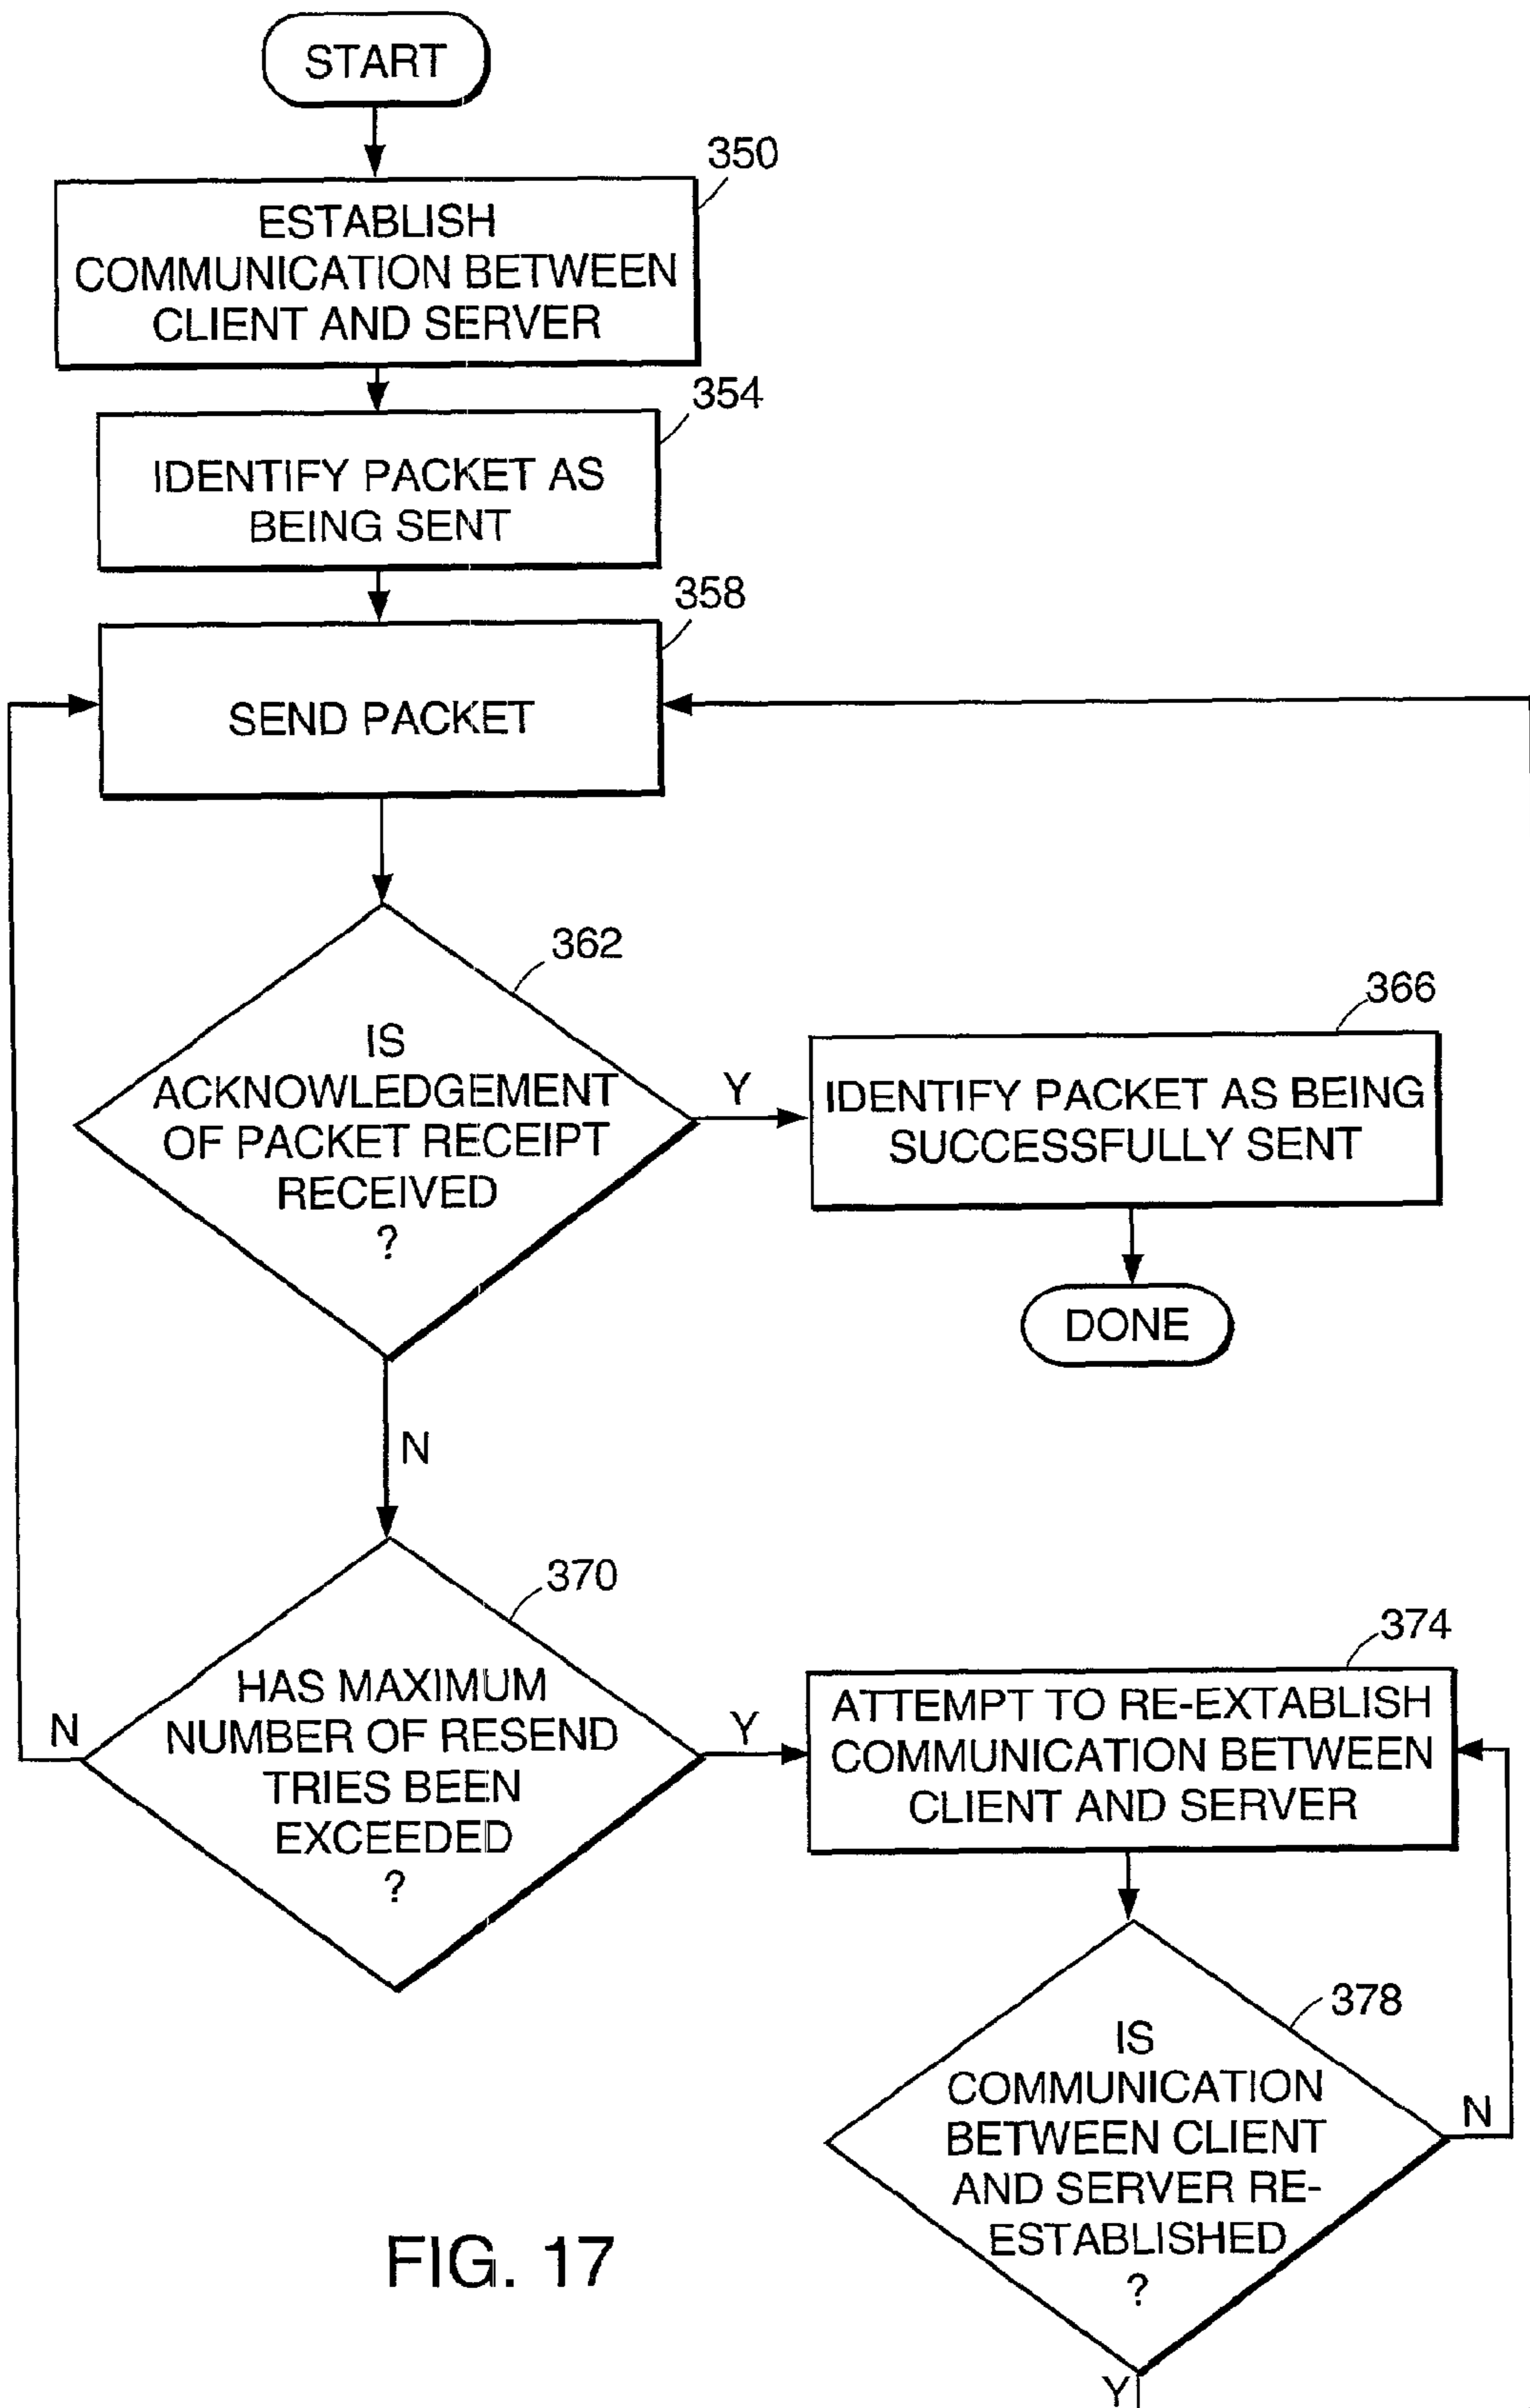 START
350
ESTABLISH
COMMUNICATION BETWEEN
CLIENT AND SERVER
354
IDENTIFY PACKET AS
BEING SENT
358
SEND PACKET
362
IS
ACKNOWLEDGEMENT
OF PACKET RECEIPT
RECEIVED
?
Y
366
IDENTIFY PACKET AS BEING
SUCCESSFULLY SENT
DONE
N
370
HAS MAXIMUM
NUMBER OF RESEND
TRIES BEEN
EXCEEDED
?
N
Y
374
ATTEMPT TO RE-EXTABLISH
COMMUNICATION BETWEEN
CLIENT AND SERVER
378
IS
COMMUNICATION
BETWEEN CLIENT
AND SERVER RE-
ESTABLISHED
?
N
Y
FIG. 17